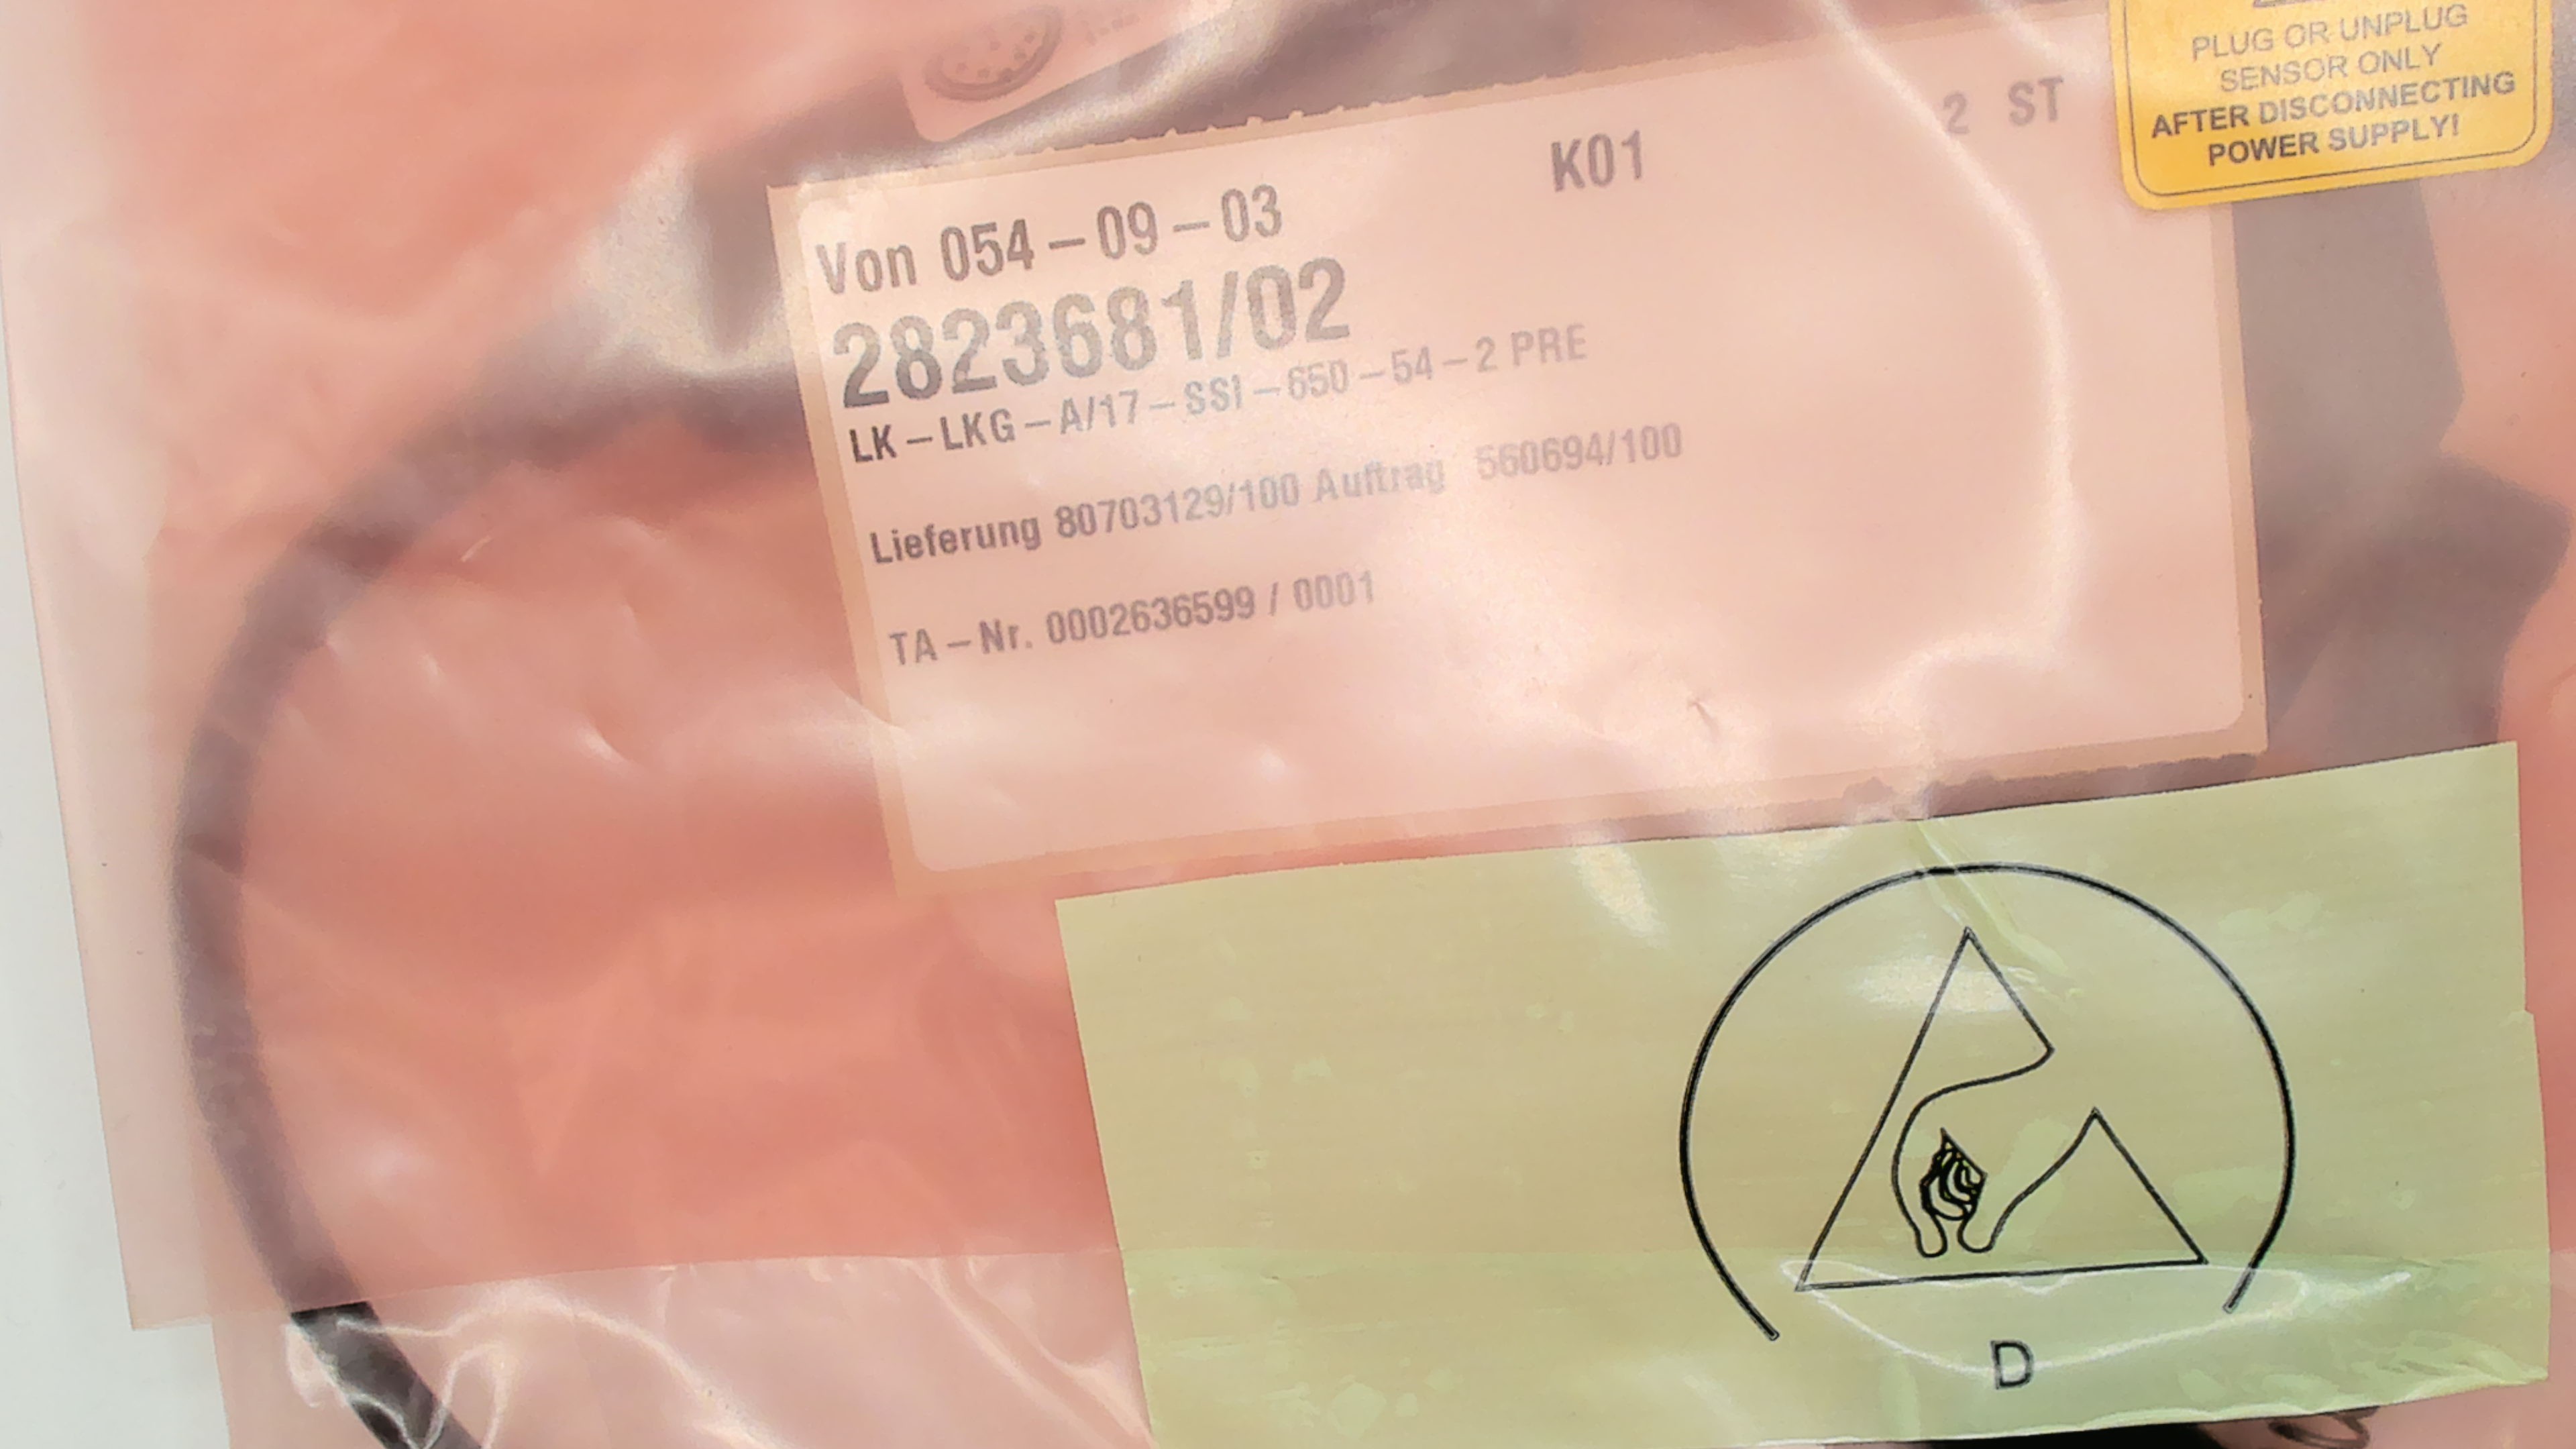 PLUG OR UNPLUG
SENSOR ONLY
AFTER DISCONNECTING
POWER SUPPLY!
Von 054-09-03 K01 2 ST
2823681/02
LK-LKG-A/17-SSI-650-54-2 PRE
Lieferung 80703129/100 Auftrag 560694/100
TA-Nr. 0002636599 / 0001
D